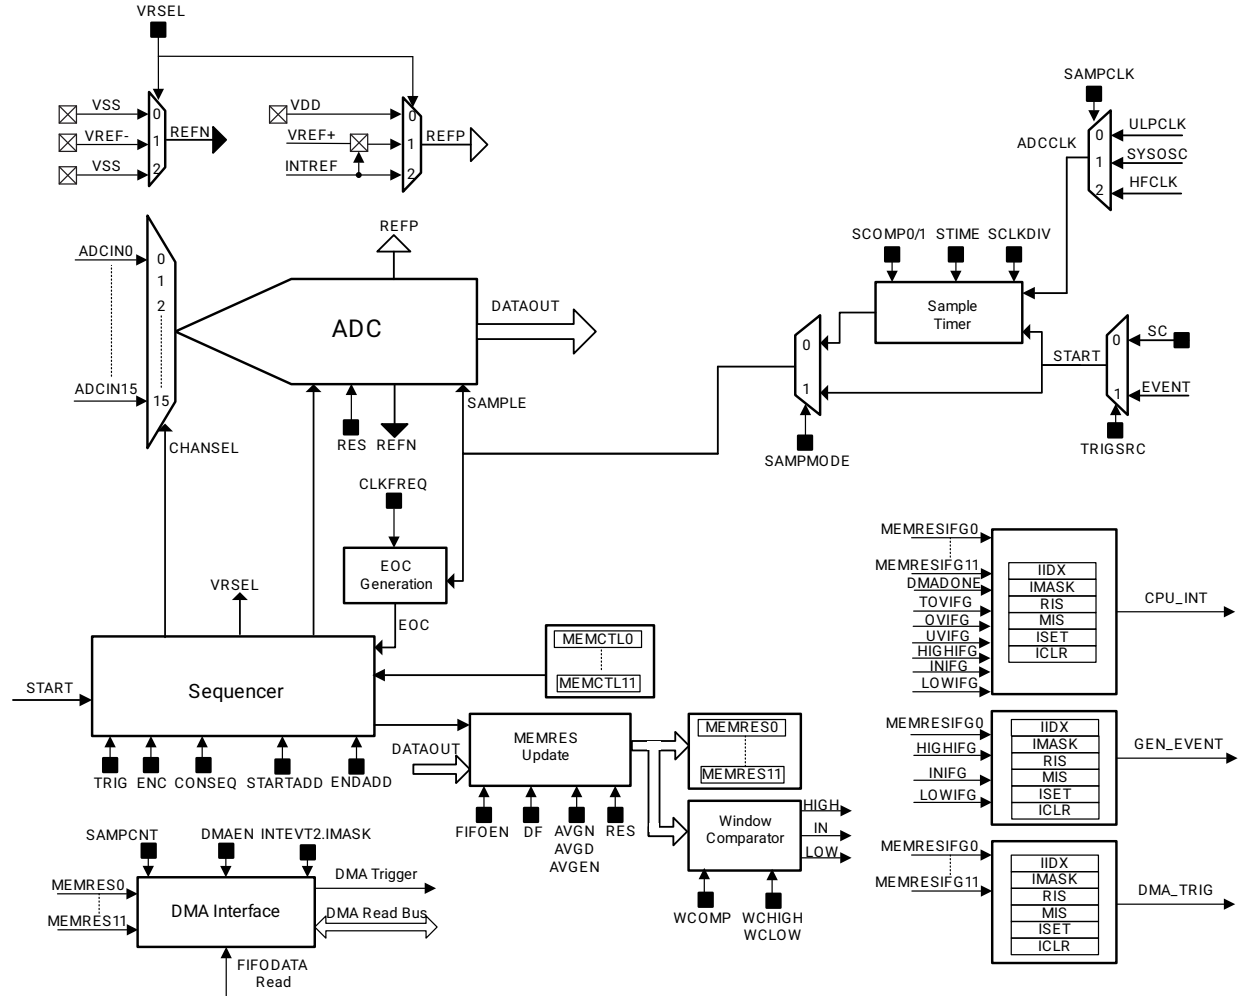 VRSEL
VSS
0
VREF-
1
REFN
VSS
2
VDD
0
VREF+
1
REFP
INTREF
2
SAMPCLK
0
ULPCLK
ADCCLK
1
SYSOSC
2
HFCLK
ADCIN0
0
1
2
ADCIN15
15
CHANSEL
REFP
ADC
DATAOUT
RES
REFN
SAMPLE
SCOMP0/1
STIME
SCLKDIV
Sample
Timer
0
1
SAMPMODE
START
0
SC
1
EVENT
TRIGSRC
CLKFREQ
EOC
Generation
EOC
VRSEL
START
Sequencer
TRIG
ENC
CONSEQ
STARTADD
ENDADD
MEMCTL0
MEMCTL11
DATAOUT
MEMRES
Update
FIFOEN
DF
AVGN
AVGD
AVGEN
RES
MEMRES0
MEMRES11
Window
Comparator
HIGH
IN
LOW
WCOMP
WCHIGH
WCLOW
SAMPCNT
DMAEN
INTEVT2.IMASK
MEMRES0
MEMRES11
DMA Interface
DMA Trigger
DMA Read Bus
FIFODATA
Read
MEMRESIFG0
MEMRESIFG11
DMADONE
TOVIFG
OVIFG
UVIFG
HIGHIFG
INIFG
LOWIFG
IIDX
IMASK
RIS
MIS
ISET
ICLR
CPU_INT
MEMRESIFG0
HIGHIFG
INIFG
LOWIFG
IIDX
IMASK
RIS
MIS
ISET
ICLR
GEN_EVENT
MEMRESIFG0
MEMRESIFG11
IIDX
IMASK
RIS
MIS
ISET
ICLR
DMA_TRIG